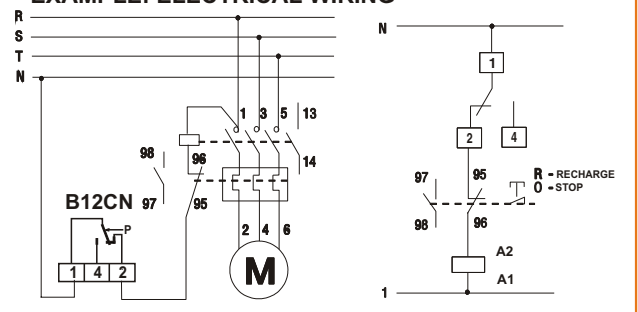 EXAMPLE: ELECTRICAL WIRING
R
S
T
N
1 3 5 13
98 96 14
97 95
B12CN
P
1 4 2
2 4 6
M
N
1
2 4
97 95
R - RECHARGE
O - STOP
98 96
A2
A1
1